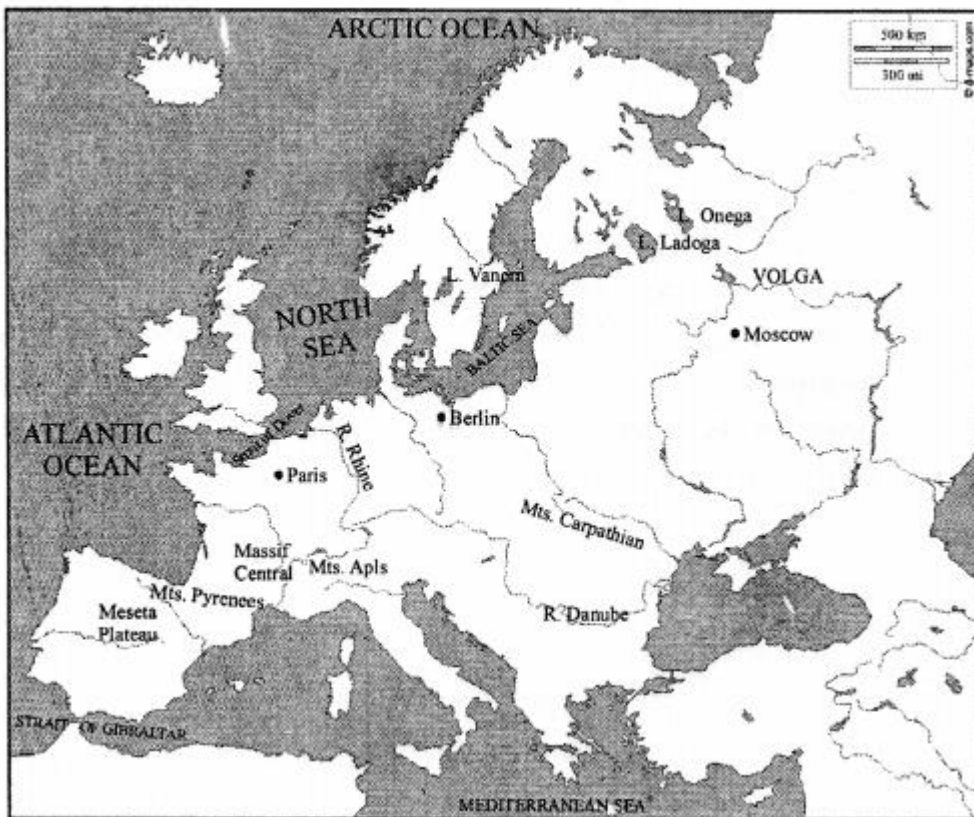 ARCTIC OCEAN
500 km
300 mi
L. Onega
L. Ladoga
L. Vanern
VOLGA
NORTH
SEA
BALTIC SEA
Moscow
Berlin
ATLANTIC
OCEAN
Strait of Dover
R. Rhine
Paris
Mts. Carpathian
Massif
Central
Mts. Apls
Mts. Pyrenees
Meseta
Plateau
R. Danube
STRAIT OF GIBRALTAR
MEDITERRANEAN SEA